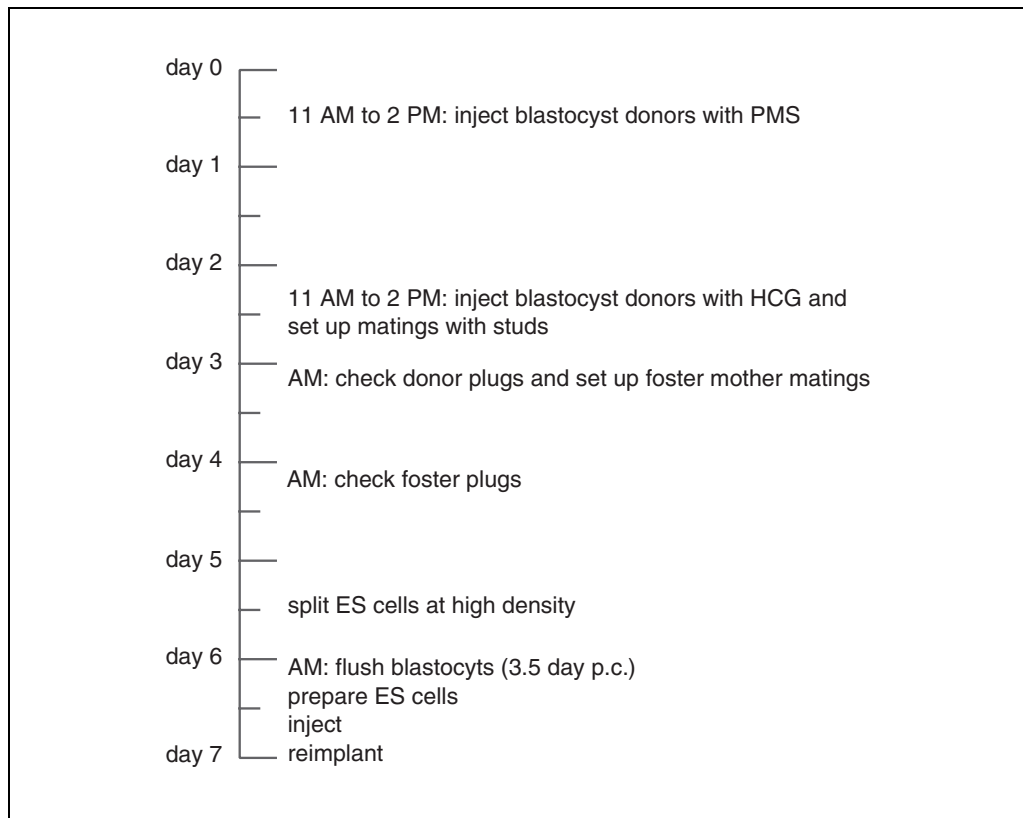 day 0
11 AM to 2 PM: inject blastocyst donors with PMS
day 1
day 2
11 AM to 2 PM: inject blastocyst donors with HCG and
set up matings with studs
day 3
AM: check donor plugs and set up foster mother matings
day 4
AM: check foster plugs
day 5
split ES cells at high density
day 6
AM: flush blastocyts (3.5 day p.c.)
prepare ES cells
inject
day 7
reimplant